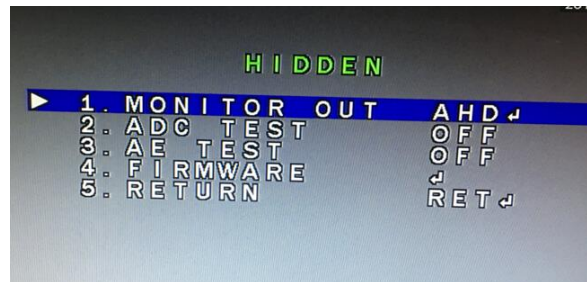 HIDDEN
1. MONITOR OUT AHD↵
2. ADC TEST OFF
3. AE TEST OFF
4. FIRMWARE ↵
5. RETURN RET↵